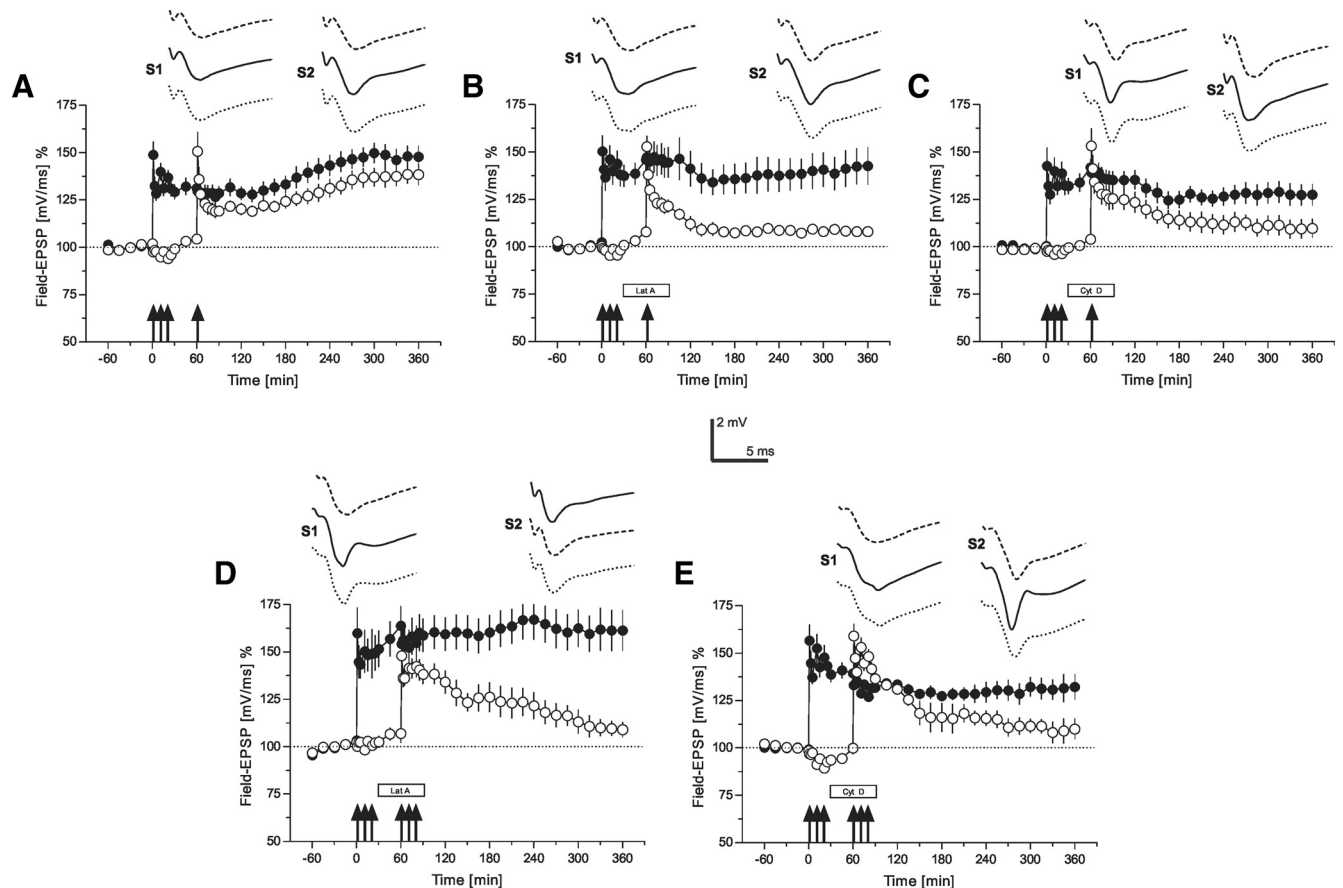 A
S1
S2
Field-EPSP [mV/ms] %
175
150
125
100
75
50
-60 0 60 120 180 240 300 360
Time [min]
B
S1
S2
Field-EPSP [mV/ms] %
175
150
125
100
75
50
Lat A
-60 0 60 120 180 240 300 360
Time [min]
C
S1
S2
Field-EPSP [mV/ms] %
175
150
125
100
75
50
Cyt D
-60 0 60 120 180 240 300 360
Time [min]
2 mV
5 ms
D
S1
S2
Field-EPSP [mV/ms] %
175
150
125
100
75
50
Lat A
-60 0 60 120 180 240 300 360
Time [min]
E
S1
S2
Field-EPSP [mV/ms] %
175
150
125
100
75
50
Cyt D
-60 0 60 120 180 240 300 360
Time [min]